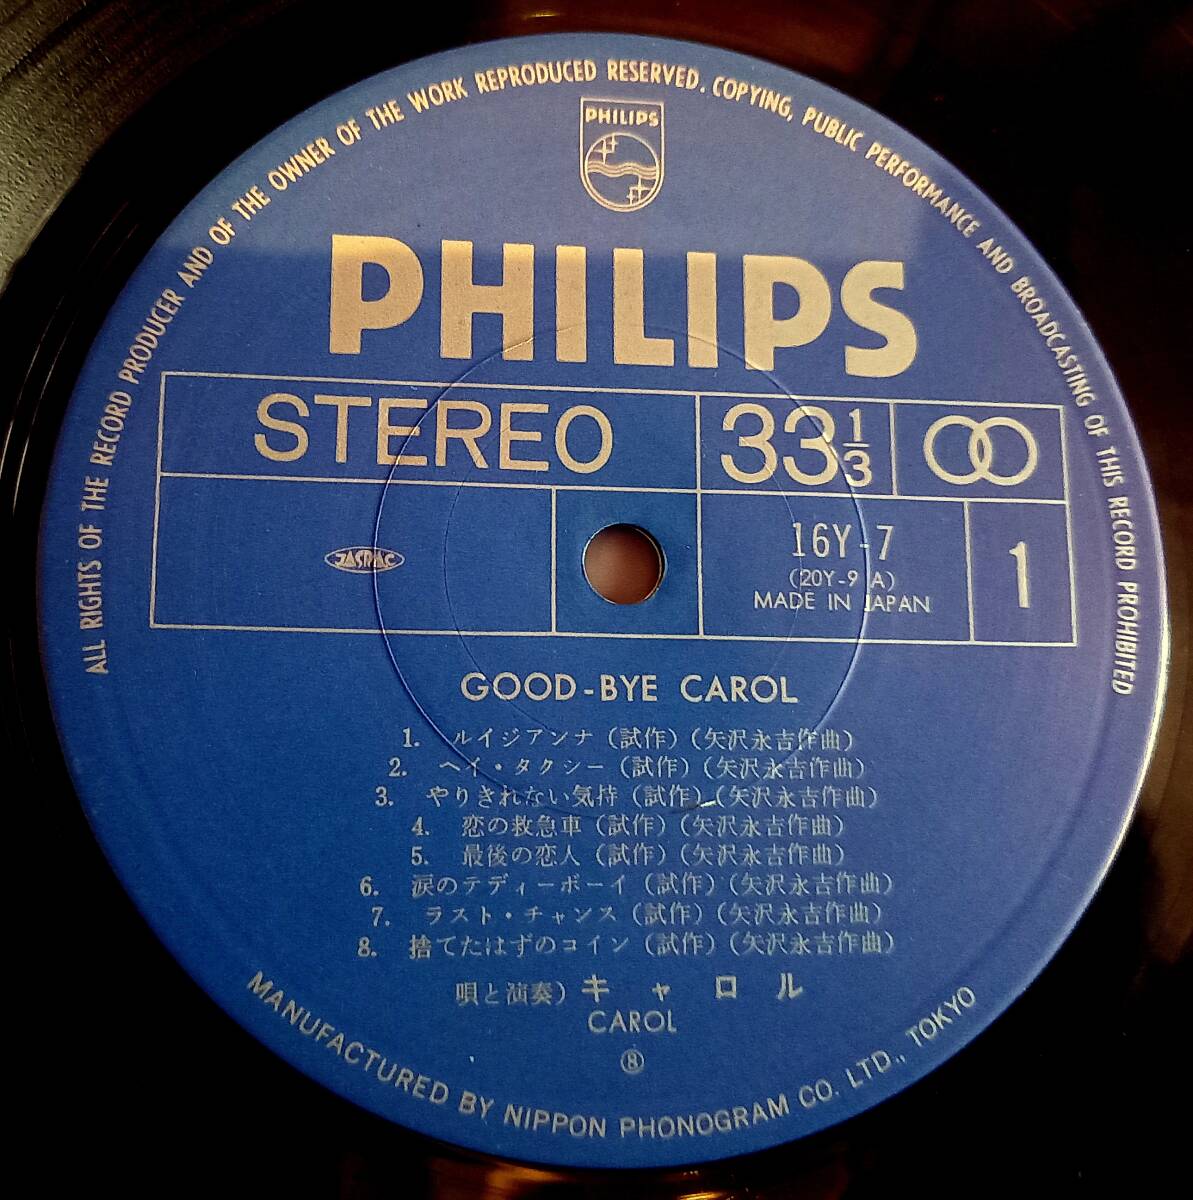 ALL RIGHTS OF THE RECORD PRODUCER AND OF THE OWNER OF THE WORK REPRODUCED RESERVED. COPYING, PUBLIC PERFORMANCE AND BROADCASTING OF THIS RECORD PROHIBITED
PHILIPS
PHILIPS
STEREO 33 1/3
JASRAC 16Y-7 1
(20Y-9 A)
MADE IN JAPAN
GOOD-BYE CAROL
1. ルイジアンナ (試作) (矢沢永吉作曲)
2. ヘイ・タクシー (試作) (矢沢永吉作曲)
3. やりきれない気持 (試作) (矢沢永吉作曲)
4. 恋の救急車 (試作) (矢沢永吉作曲)
5. 最後の恋人 (試作) (矢沢永吉作曲)
6. 涙のテディーボーイ (試作) (矢沢永吉作曲)
7. ラスト・チャンス (試作) (矢沢永吉作曲)
8. 捨てたはずのコイン (試作) (矢沢永吉作曲)
唄と演奏) キャロル
CAROL
⑧
MANUFACTURED BY NIPPON PHONOGRAM CO. LTD., TOKYO